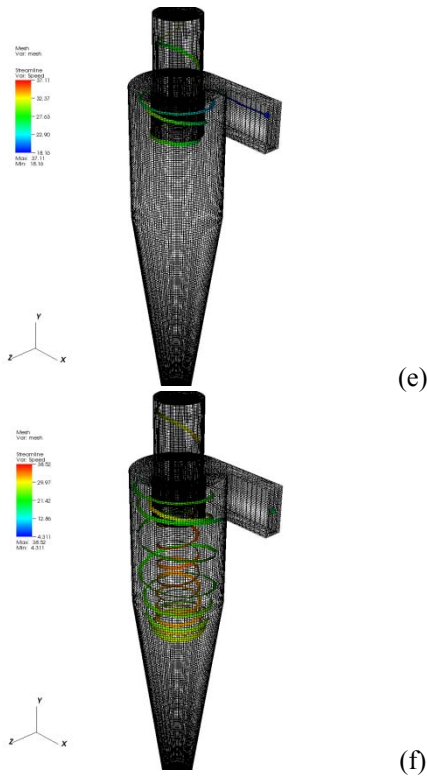 Mesh
Var: mesh
Streamline
Var: Speed
37.11
32.37
27.63
22.90
18.16
Max: 37.11
Min: 18.16
Y
Z
X
(e)
Mesh
Var: mesh
Streamline
Var: Speed
38.52
29.97
21.42
12.86
4.311
Max: 38.52
Min: 4.311
Y
Z
X
(f)